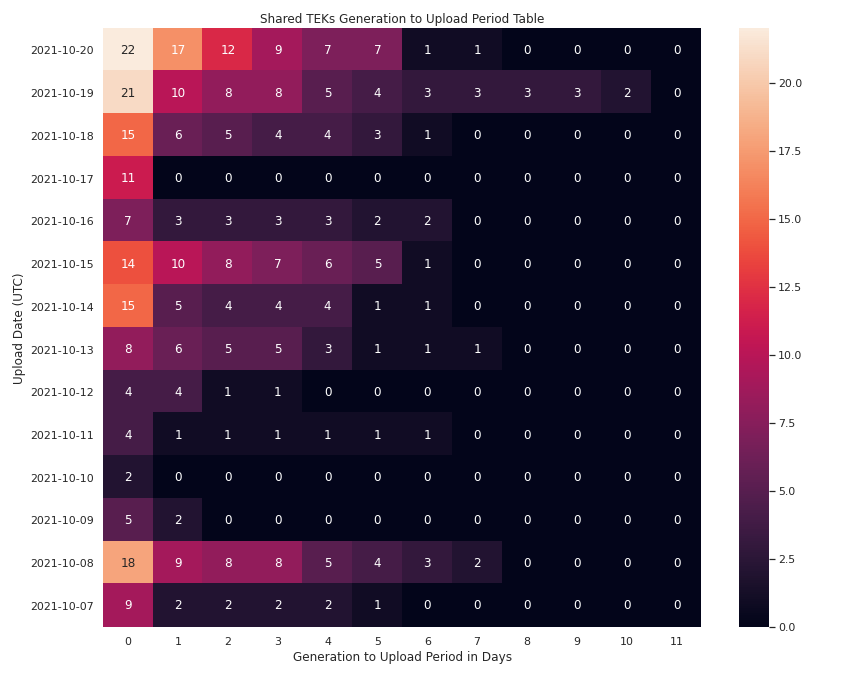 Shared TEKs Generation to Upload Period Table
2021-10-20 22 17 12 9 7 7 1 1 0 0 0 0
2021-10-19 21 10 8 8 5 4 3 3 3 3 2 0
2021-10-18 15 6 5 4 4 3 1 0 0 0 0 0
2021-10-17 11 0 0 0 0 0 0 0 0 0 0 0
2021-10-16 7 3 3 3 3 2 2 0 0 0 0 0
2021-10-15 14 10 8 7 6 5 1 0 0 0 0 0
2021-10-14 15 5 4 4 4 1 1 0 0 0 0 0
2021-10-13 8 6 5 5 3 1 1 1 0 0 0 0
2021-10-12 4 4 1 1 0 0 0 0 0 0 0 0
2021-10-11 4 1 1 1 1 1 1 0 0 0 0 0
2021-10-10 2 0 0 0 0 0 0 0 0 0 0 0
2021-10-09 5 2 0 0 0 0 0 0 0 0 0 0
2021-10-08 18 9 8 8 5 4 3 2 0 0 0 0
2021-10-07 9 2 2 2 2 1 0 0 0 0 0 0
0 1 2 3 4 5 6 7 8 9 10 11
Generation to Upload Period in Days
Upload Date (UTC)
20.0
17.5
15.0
12.5
10.0
7.5
5.0
2.5
0.0